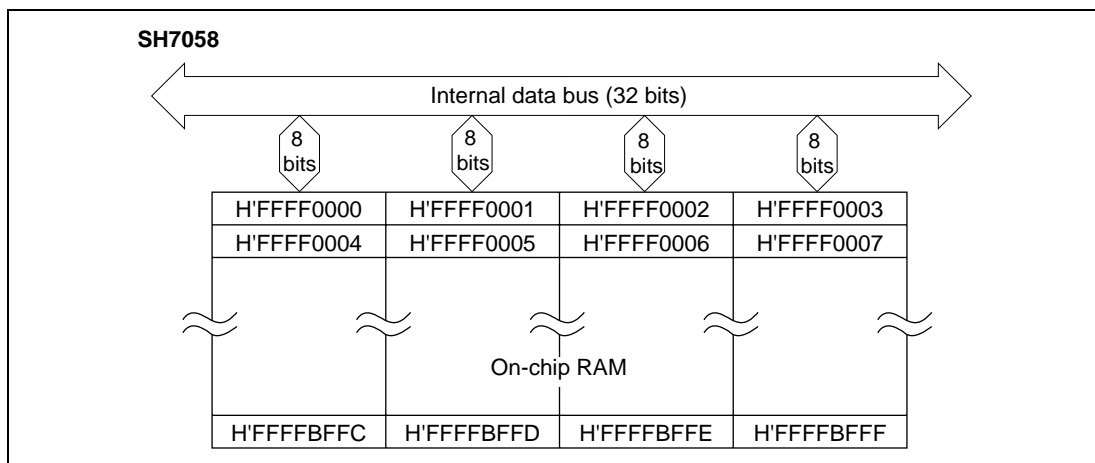 SH7058
Internal data bus (32 bits)
8 bits
8 bits
8 bits
8 bits
H'FFFF0000 H'FFFF0001 H'FFFF0002 H'FFFF0003
H'FFFF0004 H'FFFF0005 H'FFFF0006 H'FFFF0007
On-chip RAM
H'FFFFBFFC H'FFFFBFFD H'FFFFBFFE H'FFFFBFFF